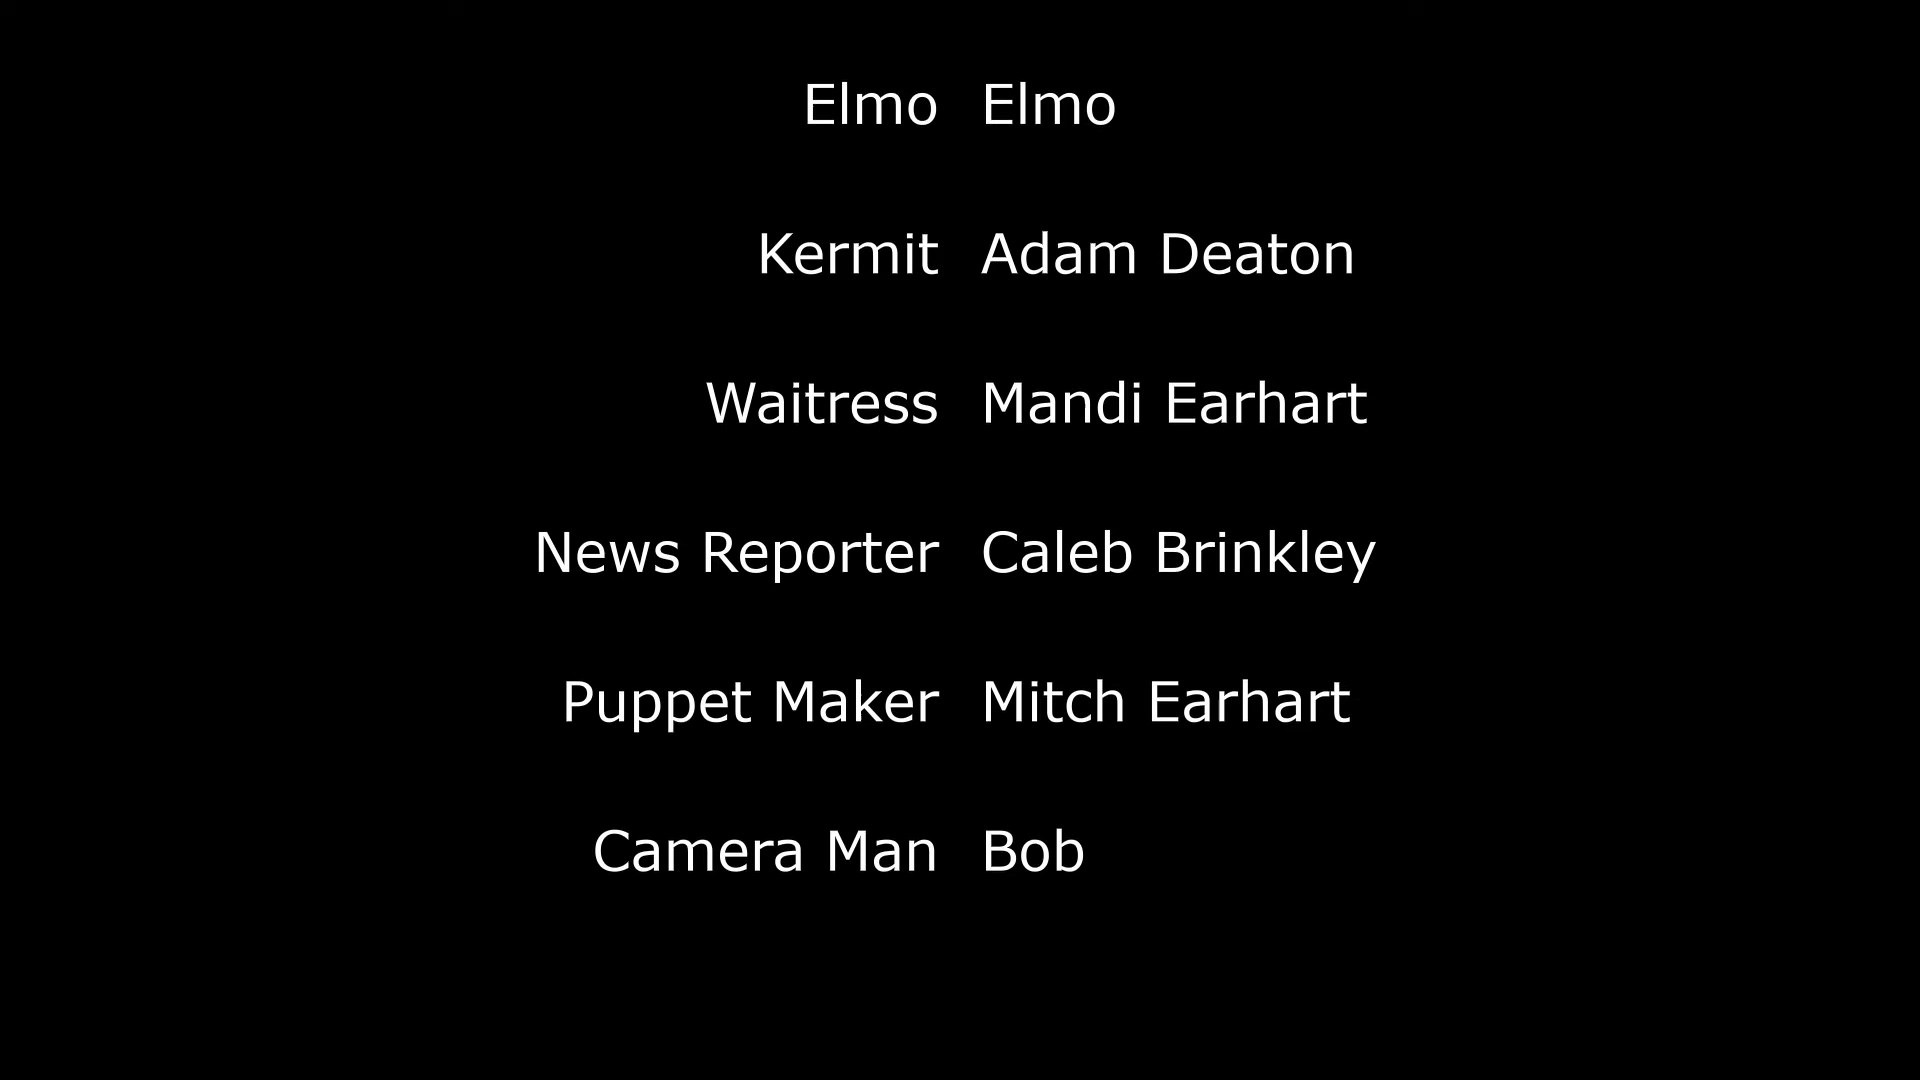 Elmo Elmo
Kermit Adam Deaton
Waitress Mandi Earhart
News Reporter Caleb Brinkley
Puppet Maker Mitch Earhart
Camera Man Bob